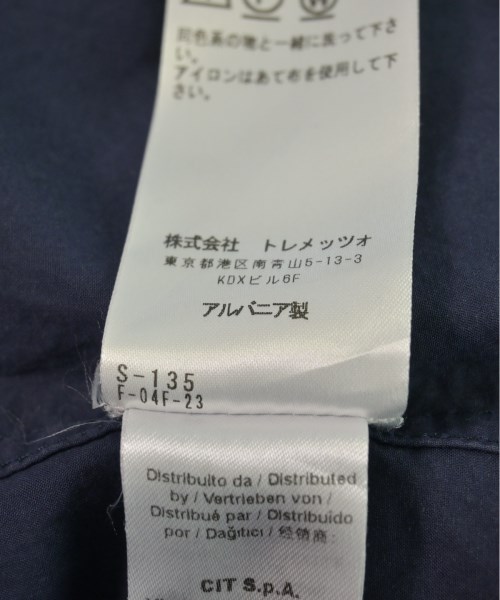 同色系の物と一緒に洗って下さ
い。
アイロンはあて布を使用して下
さい。
株式会社 トレメッツォ
東京都港区南青山5-13-3
KDXビル6F
アルバニア製
S-135
F-04F-23
Distribuito da / Distributed
by / Vertrieben von /
Distribué par / Distribuído
por / Dağıtıcı / 经销商:
CIT S.p.A.